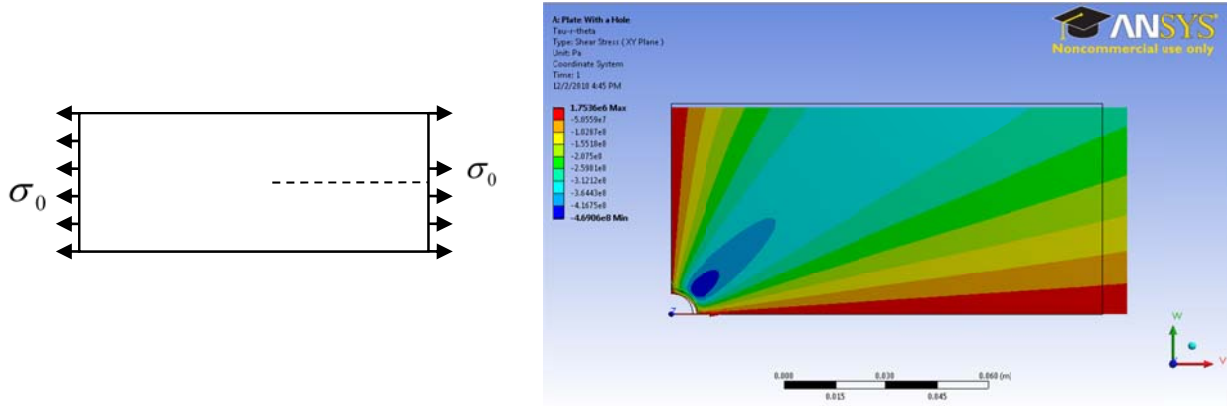 σ₀
σ₀
A: Plate With a Hole
Tau-r-theta
Type: Shear Stress ( XY Plane )
Unit: Pa
Coordinate System
Time: 1
12/2/2010 4:45 PM
1.7536e6 Max
-5.0559e7
-1.0287e8
-1.5518e8
-2.075e8
-2.5981e8
-3.1212e8
-3.6443e8
-4.1675e8
-4.6906e8 Min
ANSYS
Noncommercial use only
0.000 0.030 0.060 (m)
0.015 0.045
W
V